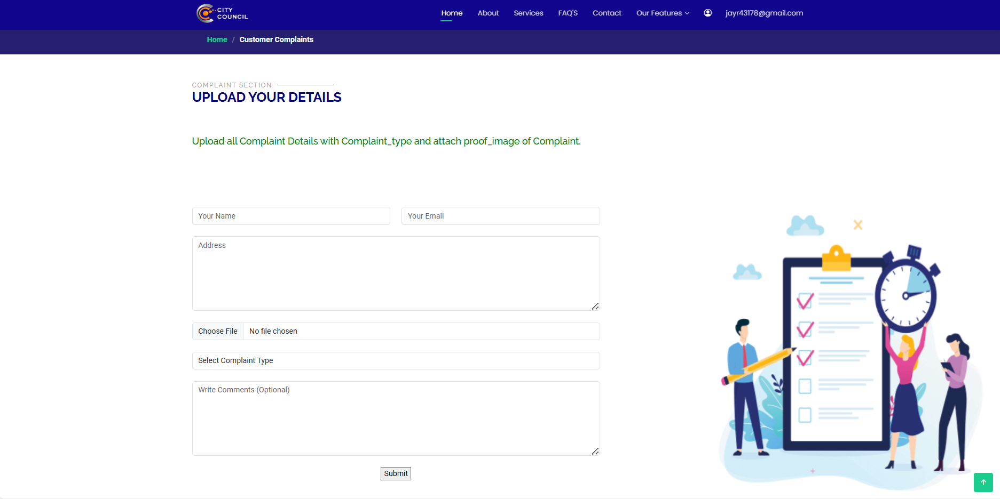 CITY
COUNCIL
Home About Services FAQ'S Contact Our Features jayr43178@gmail.com
Home / Customer Complaints
COMPLAINT SECTION
UPLOAD YOUR DETAILS
Upload all Complaint Details with Complaint_type and attach proof_image of Complaint.
Your Name Your Email
Address
Choose File No file chosen
Select Complaint Type
Write Comments (Optional)
Submit